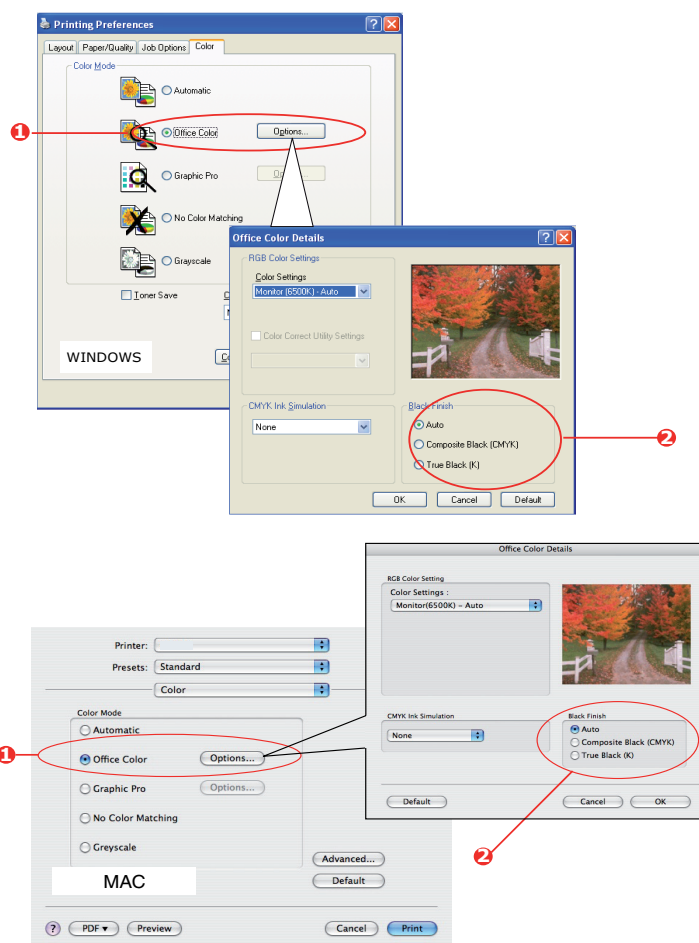 Printing Preferences
Layout Paper/Quality Job Options Color
Color Mode
Automatic
1
Office Color Options...
Graphic Pro
No Color Matching
Grayscale
Toner Save
WINDOWS
Office Color Details
RGB Color Settings
Color Settings
Monitor (6500K) - Auto
Color Correct Utility Settings
CMYK Ink Simulation
None
Black Finish
Auto
Composite Black (CMYK)
True Black (K)
2
OK Cancel Default
Office Color Details
RGB Color Setting
Color Settings :
Monitor(6500K) - Auto
CMYK Ink Simulation
None
Black Finish
Auto
Composite Black (CMYK)
True Black (K)
Default Cancel OK
Printer:
Presets: Standard
Color
Color Mode
Automatic
1
Office Color Options...
Graphic Pro Options...
No Color Matching
Greyscale
2
Advanced...
MAC
Default
? PDF Preview Cancel Print